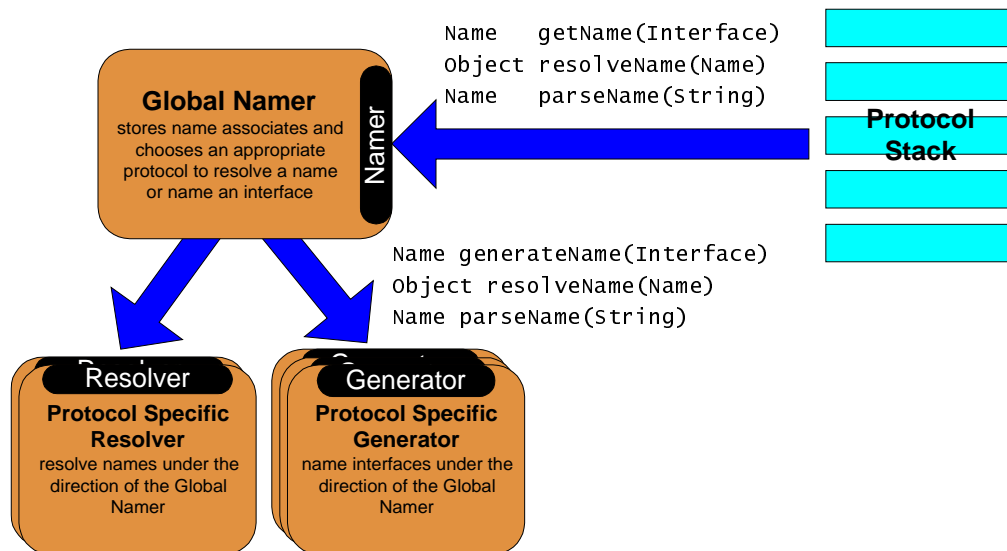 Name   getName(Interface)
Object resolveName(Name)
Name   parseName(String)
Global Namer
stores name associates and
chooses an appropriate
protocol to resolve a name
or name an interface
Namer
Protocol
Stack
Name generateName(Interface)
Object resolveName(Name)
Name parseName(String)
Resolver
Protocol Specific
Resolver
resolve names under the
direction of the Global
Namer
Generator
Protocol Specific
Generator
name interfaces under the
direction of the Global
Namer